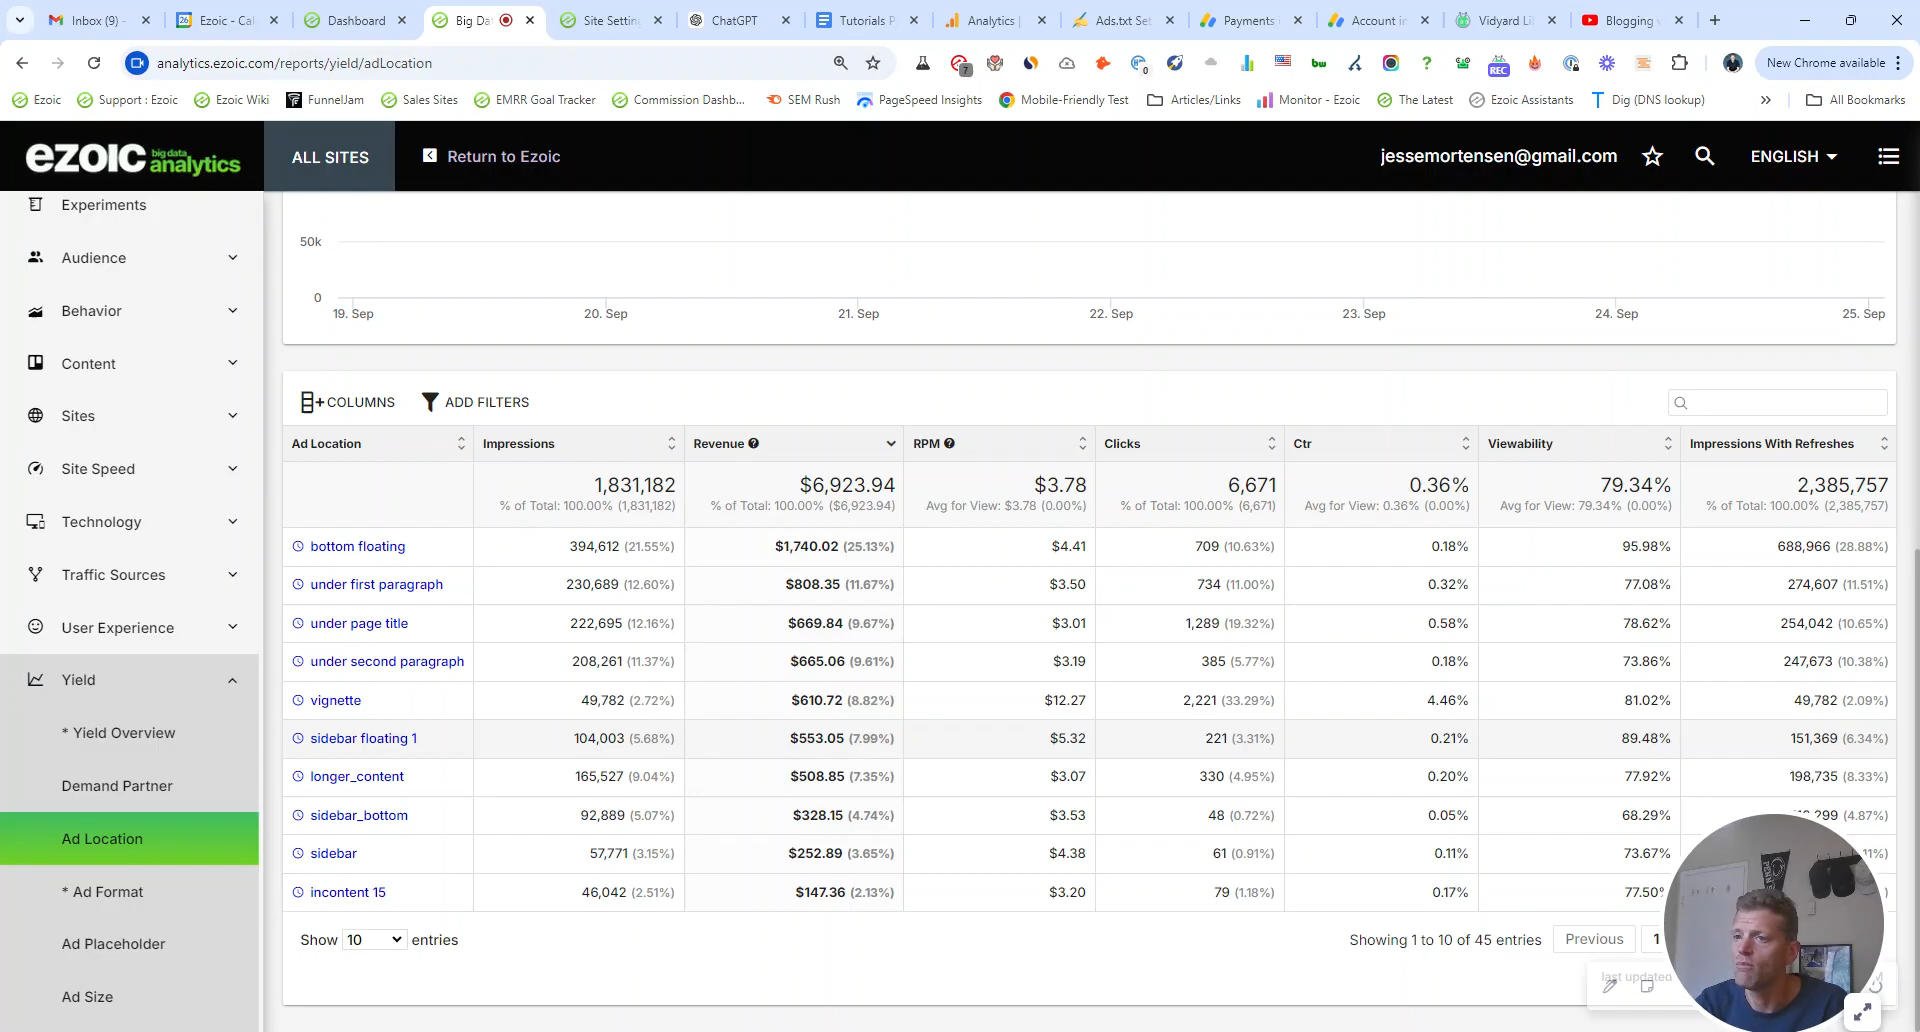 Inbox (9) -
Ezoic - Cal
Dashboard
Big Da
Site Settin
ChatGPT
Tutorials P
Analytics
Ads.txt Set
Payments
Account in
Vidyard Li
Blogging
analytics.ezoic.com/reports/yield/adLocation
New Chrome available
Ezoic
Support : Ezoic
Ezoic Wiki
FunnelJam
Sales Sites
EMRR Goal Tracker
Commission Dashb...
SEM Rush
PageSpeed Insights
Mobile-Friendly Test
Articles/Links
Monitor - Ezoic
The Latest
Ezoic Assistants
Dig (DNS lookup)
All Bookmarks
ezoic big data analytics
ALL SITES
Return to Ezoic
jessemortensen@gmail.com
ENGLISH
Experiments
Audience
Behavior
Content
Sites
Site Speed
Technology
Traffic Sources
User Experience
Yield
* Yield Overview
Demand Partner
Ad Location
* Ad Format
Ad Placeholder
Ad Size
50k
0
19. Sep 20. Sep 21. Sep 22. Sep 23. Sep 24. Sep 25. Sep
+COLUMNS ADD FILTERS
Ad Location Impressions Revenue RPM Clicks Ctr Viewability Impressions With Refreshes
1,831,182 $6,923.94 $3.78 6,671 0.36% 79.34% 2,385,757
% of Total: 100.00% (1,831,182) % of Total: 100.00% ($6,923.94) Avg for View: $3.78 (0.00%) % of Total: 100.00% (6,671) Avg for View: 0.36% (0.00%) Avg for View: 79.34% (0.00%) % of Total: 100.00% (2,385,757)
bottom floating 394,612 (21.55%) $1,740.02 (25.13%) $4.41 709 (10.63%) 0.18% 95.98% 688,966 (28.88%)
under first paragraph 230,689 (12.60%) $808.35 (11.67%) $3.50 734 (11.00%) 0.32% 77.08% 274,607 (11.51%)
under page title 222,695 (12.16%) $669.84 (9.67%) $3.01 1,289 (19.32%) 0.58% 78.62% 254,042 (10.65%)
under second paragraph 208,261 (11.37%) $665.06 (9.61%) $3.19 385 (5.77%) 0.18% 73.86% 247,673 (10.38%)
vignette 49,782 (2.72%) $610.72 (8.82%) $12.27 2,221 (33.29%) 4.46% 81.02% 49,782 (2.09%)
sidebar floating 1 104,003 (5.68%) $553.05 (7.99%) $5.32 221 (3.31%) 0.21% 89.48% 151,369 (6.34%)
longer_content 165,527 (9.04%) $508.85 (7.35%) $3.07 330 (4.95%) 0.20% 77.92% 198,735 (8.33%)
sidebar_bottom 92,889 (5.07%) $328.15 (4.74%) $3.53 48 (0.72%) 0.05% 68.29% 299 (4.87%)
sidebar 57,771 (3.15%) $252.89 (3.65%) $4.38 61 (0.91%) 0.11% 73.67%
incontent 15 46,042 (2.51%) $147.36 (2.13%) $3.20 79 (1.18%) 0.17% 77.50%
Show 10 entries
Showing 1 to 10 of 45 entries Previous 1
last updated